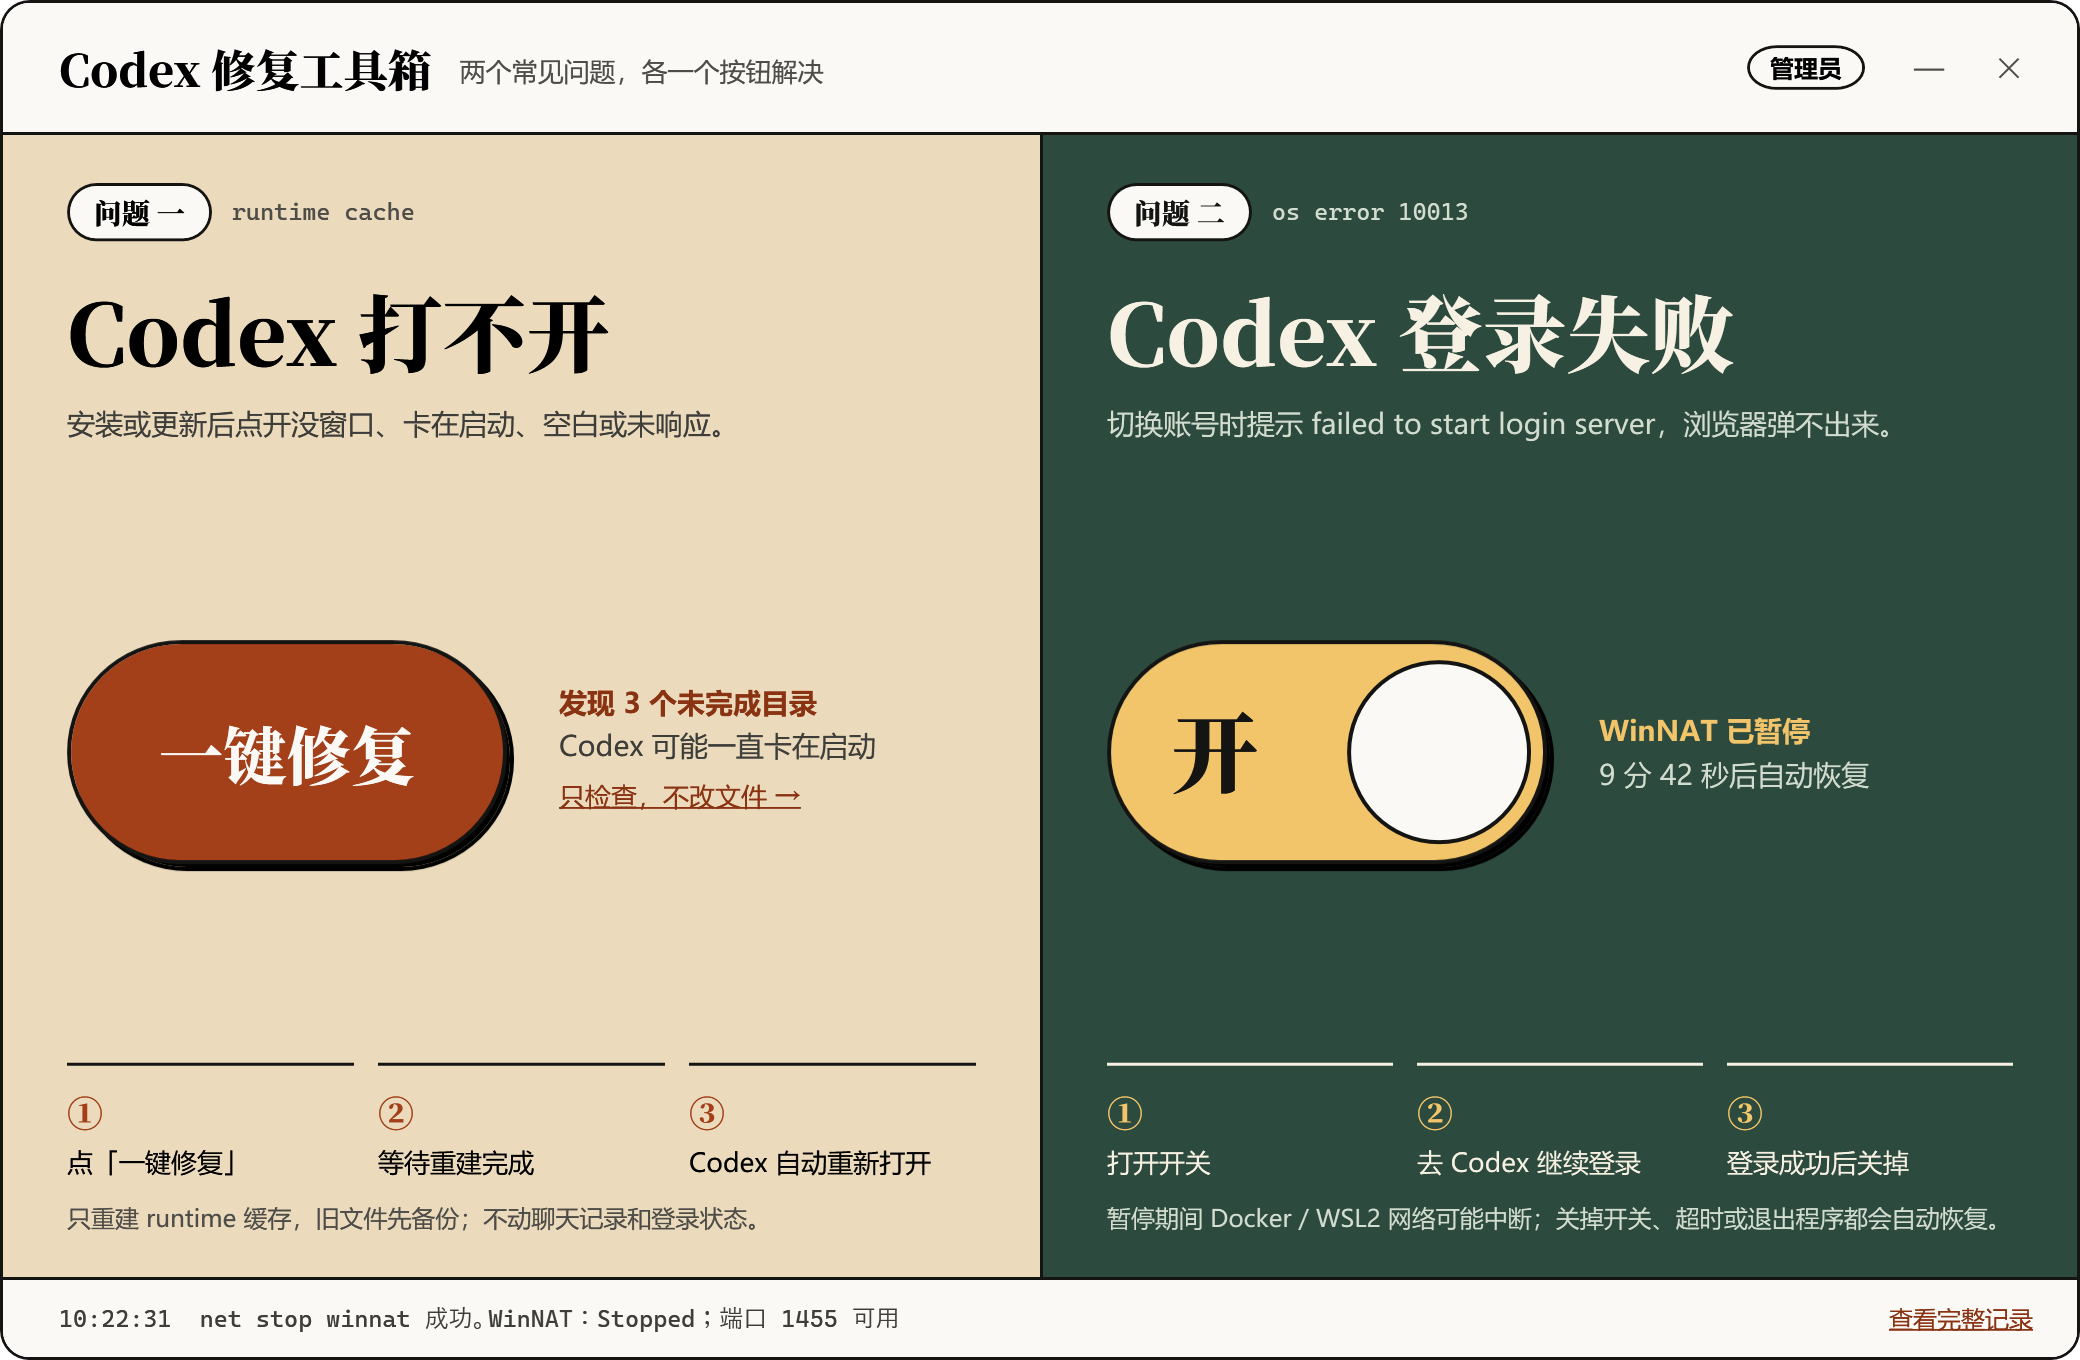 Codex 修复工具箱
两个常见问题，各一个按钮解决
管理员
问题 一
runtime cache
Codex 打不开
安装或更新后点开没窗口、卡在启动、空白或未响应。
一键修复
发现 3 个未完成目录
Codex 可能一直卡在启动
只检查，不改文件 →
①
点「一键修复」
②
等待重建完成
③
Codex 自动重新打开
只重建 runtime 缓存，旧文件先备份；不动聊天记录和登录状态。
问题 二
os error 10013
Codex 登录失败
切换账号时提示 failed to start login server，浏览器弹不出来。
开
WinNAT 已暂停
9 分 42 秒后自动恢复
①
打开开关
②
去 Codex 继续登录
③
登录成功后关掉
暂停期间 Docker / WSL2 网络可能中断；关掉开关、超时或退出程序都会自动恢复。
10:22:31 net stop winnat 成功。WinNAT：Stopped；端口 1455 可用
查看完整记录